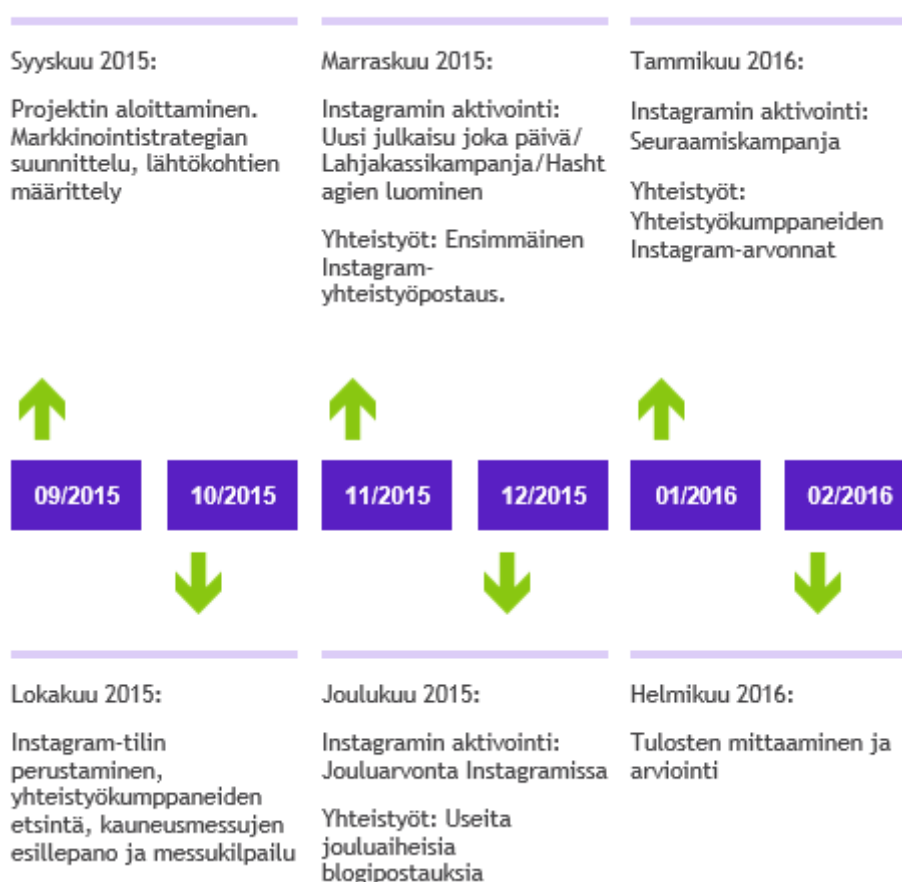 Syyskuu 2015:
Projektin aloittaminen.
Markkinointistrategian
suunnittelu, lähtökohtien
määrittely
Marraskuu 2015:
Instagramin aktivointi:
Uusi julkaisu joka päivä/
Lahjakassikampanja/Hasht
agien luominen
Yhteistyöt: Ensimmäinen
Instagram-
yhteistyöpostaus.
Tammikuu 2016:
Instagramin aktivointi:
Seuraamiskampanja
Yhteistyöt:
Yhteistyökumppaneiden
Instagram-arvonnat
09/2015
10/2015
11/2015
12/2015
01/2016
02/2016
Lokakuu 2015:
Instagram-tilin
perustaminen,
yhteistyökumppaneiden
etsintä, kauneusmessujen
esillepano ja messukilpailu
Joulukuu 2015:
Instagramin aktivointi:
Jouluarvonta Instagramissa
Yhteistyöt: Useita
jouluaiheisia
blogipostauksia
Helmikuu 2016:
Tulosten mittaaminen ja
arviointi